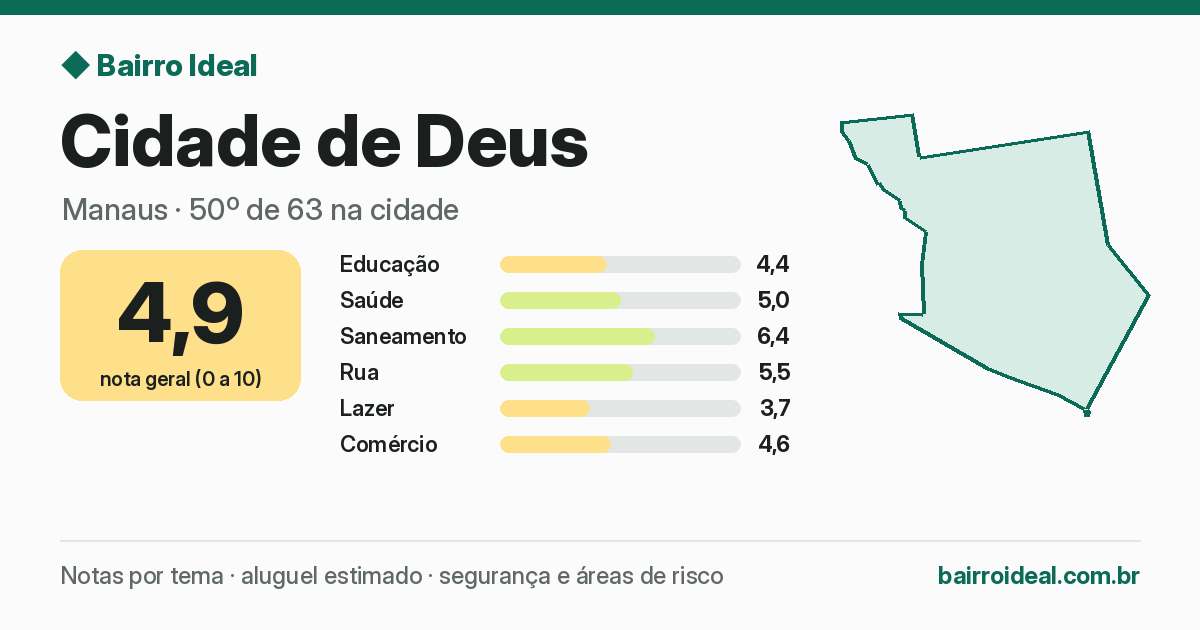 Bairro Ideal
Cidade de Deus
Manaus · 50º de 63 na cidade
4,9
nota geral (0 a 10)
Educação 4,4
Saúde 5,0
Saneamento 6,4
Rua 5,5
Lazer 3,7
Comércio 4,6
Notas por tema · aluguel estimado · segurança e áreas de risco
bairroideal.com.br